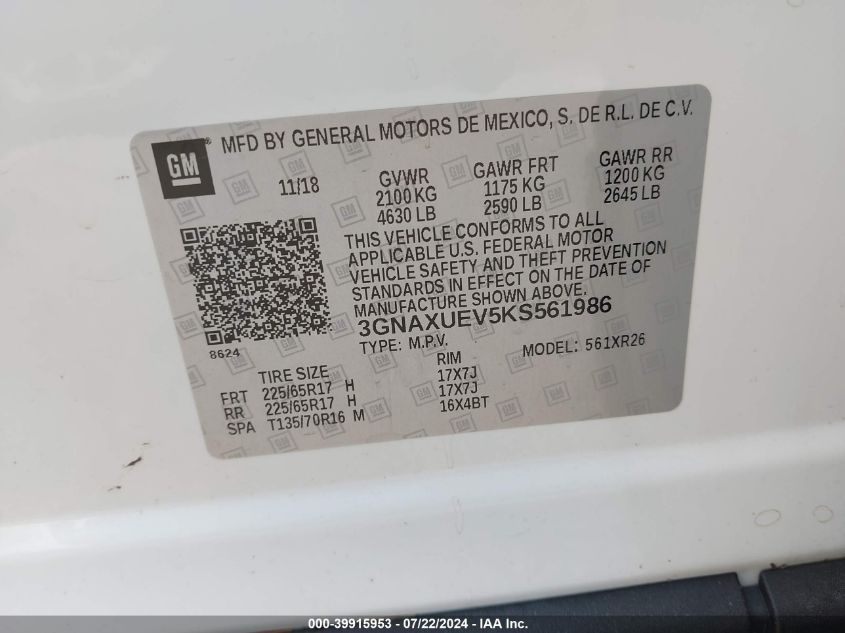 GM
MFD BY GENERAL MOTORS DE MEXICO, S. DE R.L. DE C.V.
11/18
GVWR GAWR FRT GAWR RR
2100 KG 1175 KG 1200 KG
4630 LB 2590 LB 2645 LB
THIS VEHICLE CONFORMS TO ALL
APPLICABLE U.S. FEDERAL MOTOR
VEHICLE SAFETY AND THEFT PREVENTION
STANDARDS IN EFFECT ON THE DATE OF
MANUFACTURE SHOWN ABOVE.
3GNAXUEV5KS561986
8624
TYPE: M.P.V. MODEL: 561XR26
TIRE SIZE RIM
FRT 225/65R17 H 17X7J
RR 225/65R17 H 17X7J
SPA T135/70R16 M 16X4BT
000-39915953 - 07/22/2024 - IAA Inc.